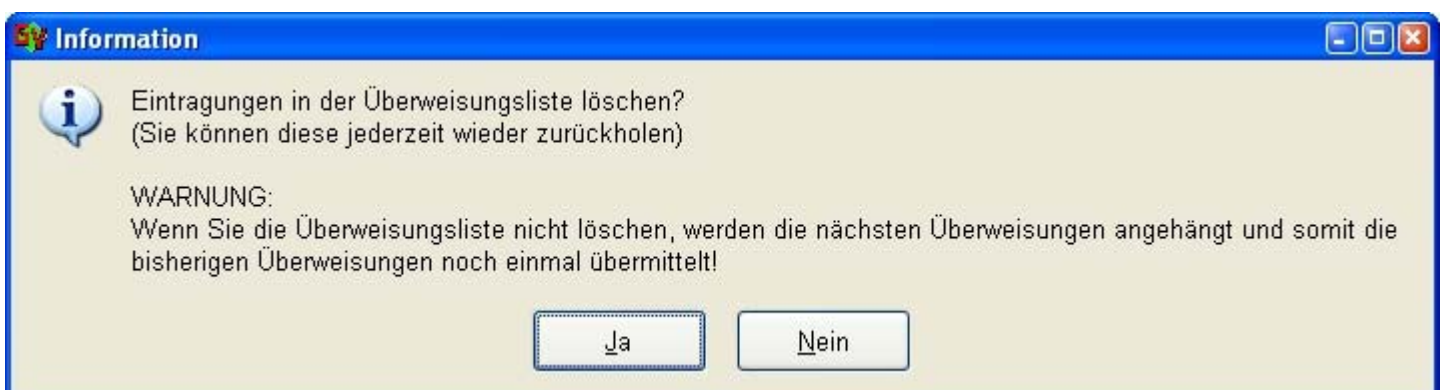 Information
Eintragungen in der Überweisungsliste löschen?
(Sie können diese jederzeit wieder zurückholen)
WARNUNG:
Wenn Sie die Überweisungsliste nicht löschen, werden die nächsten Überweisungen angehängt und somit die
bisherigen Überweisungen noch einmal übermittelt!
Ja Nein